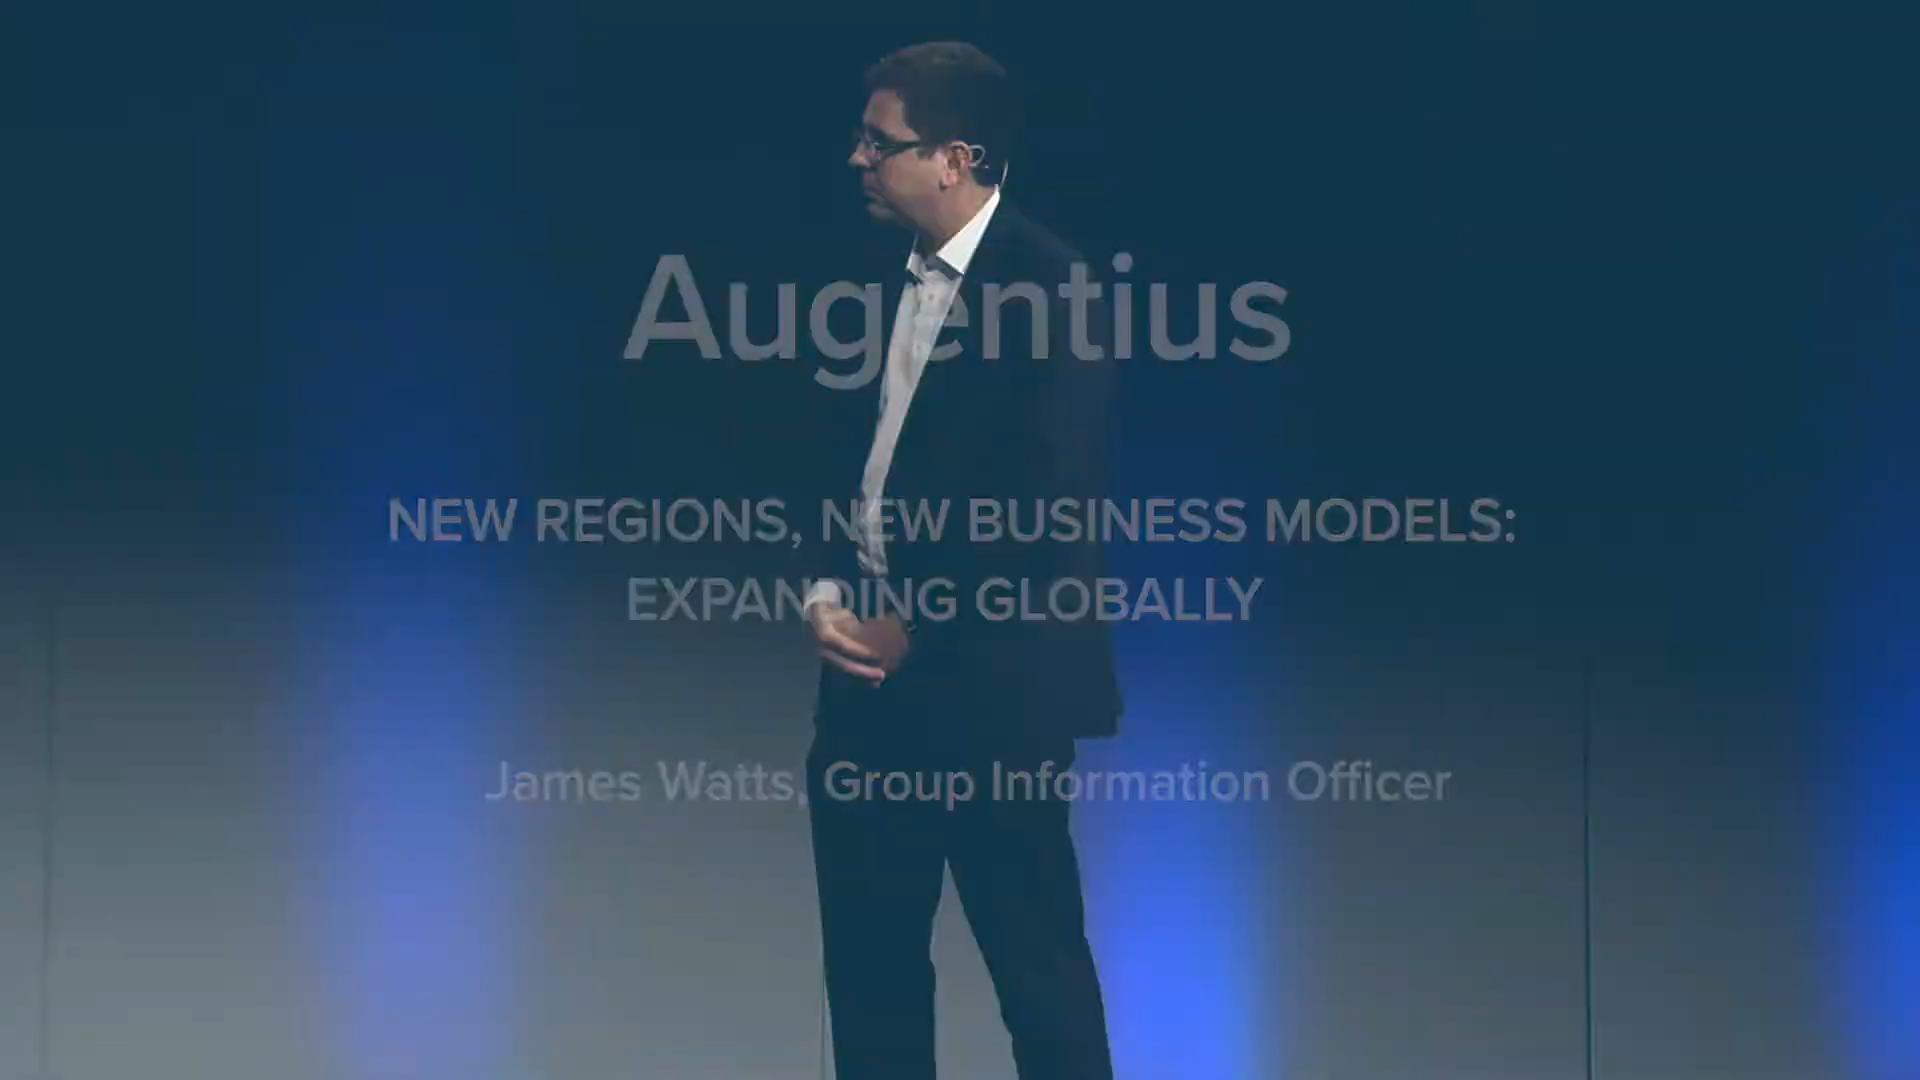 Augentius
NEW REGIONS, NEW BUSINESS MODELS:
EXPANDING GLOBALLY
James Watts, Group Information Officer